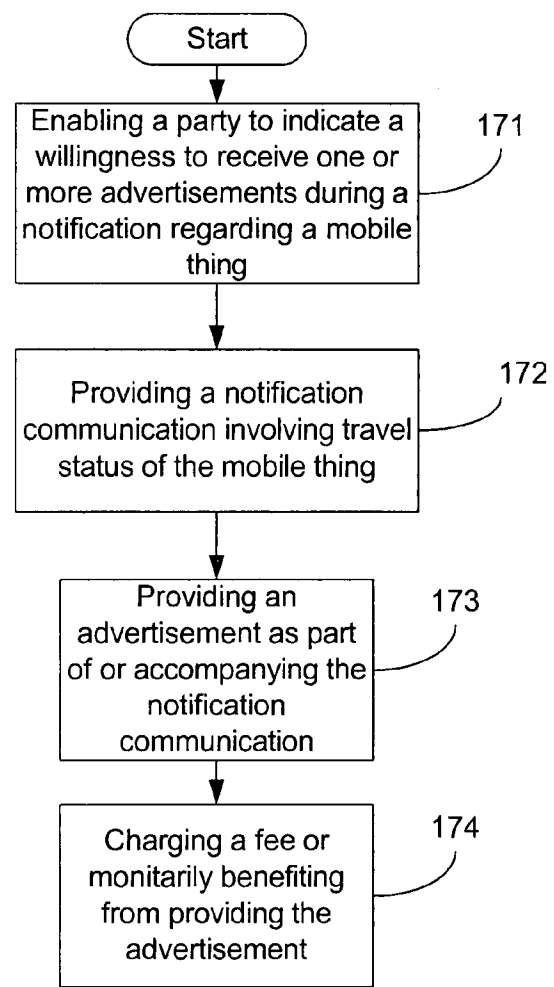 Start
Enabling a party to indicate a
willingness to receive one or
more advertisements during a
notification regarding a mobile
thing
171
Providing a notification
communication involving travel
status of the mobile thing
172
Providing an
advertisement as part
of or accompanying the
notification
communication
173
Charging a fee or
monitarily benefiting
from providing the
advertisement
174